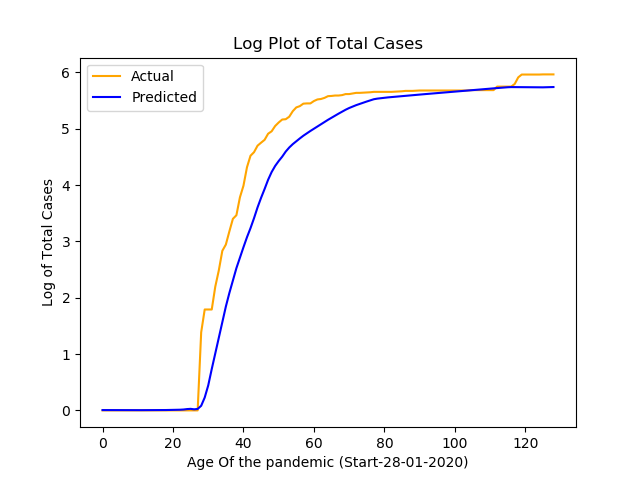 Log Plot of Total Cases
Actual
Predicted
Log of Total Cases
6
5
4
3
2
1
0
0 20 40 60 80 100 120
Age Of the pandemic (Start-28-01-2020)